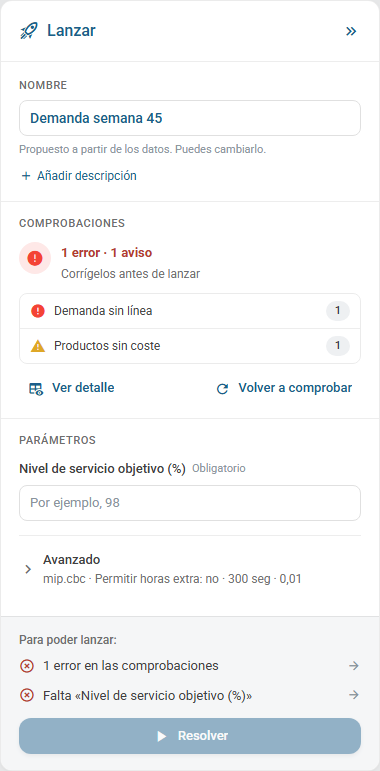 Lanzar
NOMBRE
Demanda semana 45
Propuesto a partir de los datos. Puedes cambiarlo.
+ Añadir descripción
COMPROBACIONES
1 error · 1 aviso
Corrígelos antes de lanzar
Demanda sin línea 1
Productos sin coste 1
Ver detalle Volver a comprobar
PARÁMETROS
Nivel de servicio objetivo (%) Obligatorio
Por ejemplo, 98
Avanzado
mip.cbc · Permitir horas extra: no · 300 seg · 0,01
Para poder lanzar:
1 error en las comprobaciones
Falta «Nivel de servicio objetivo (%)»
Resolver